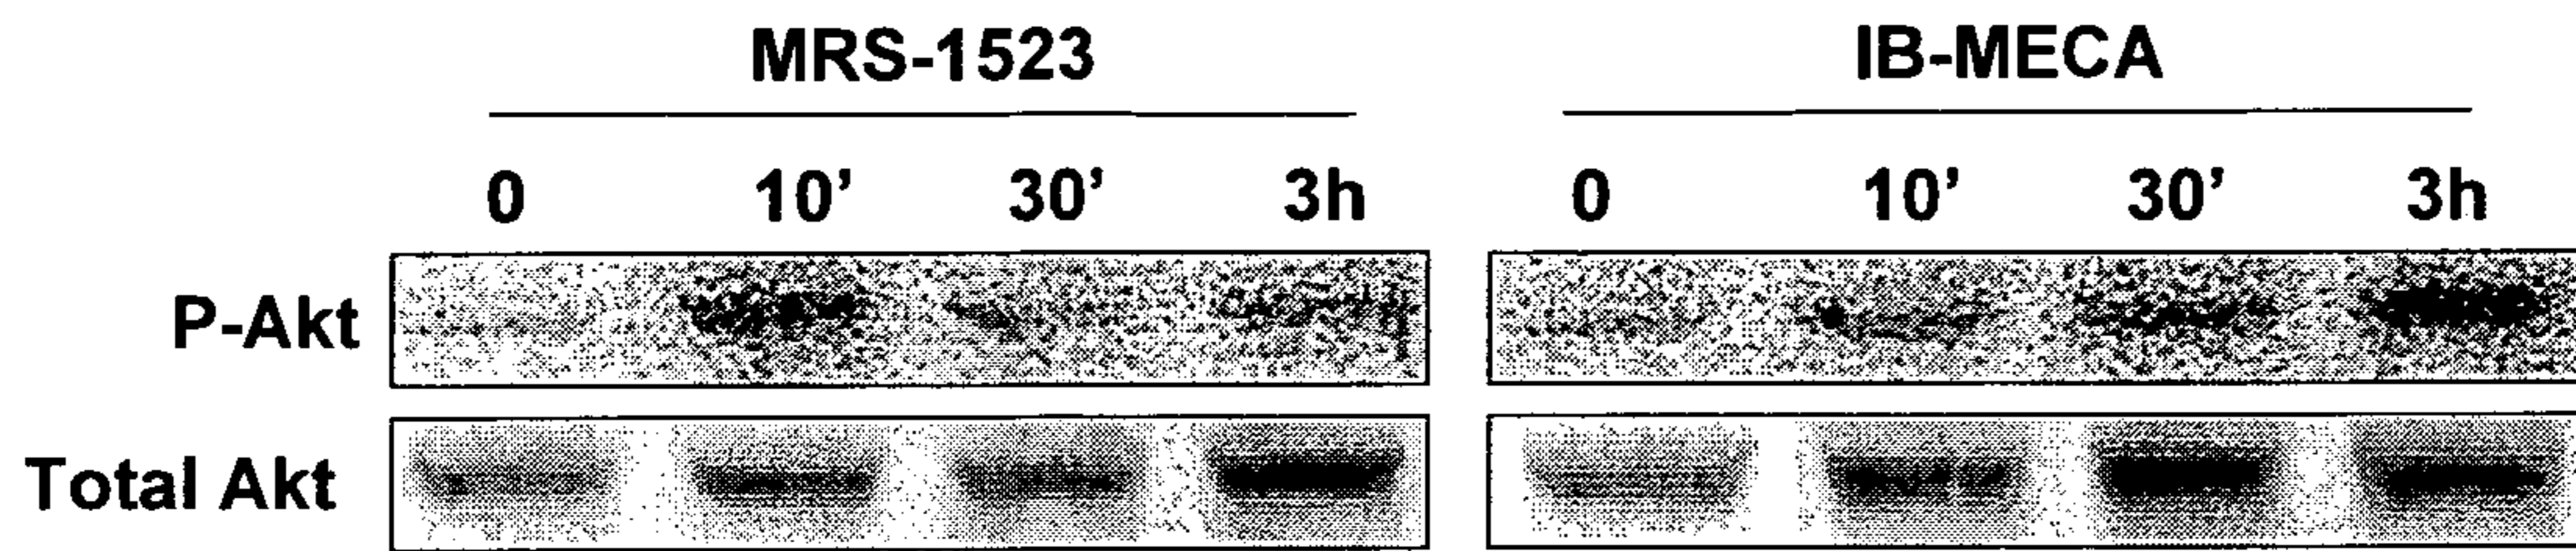 MRS-1523 IB-MECA
0 10’ 30’ 3h 0 10’ 30’ 3h
P-Akt
Total Akt